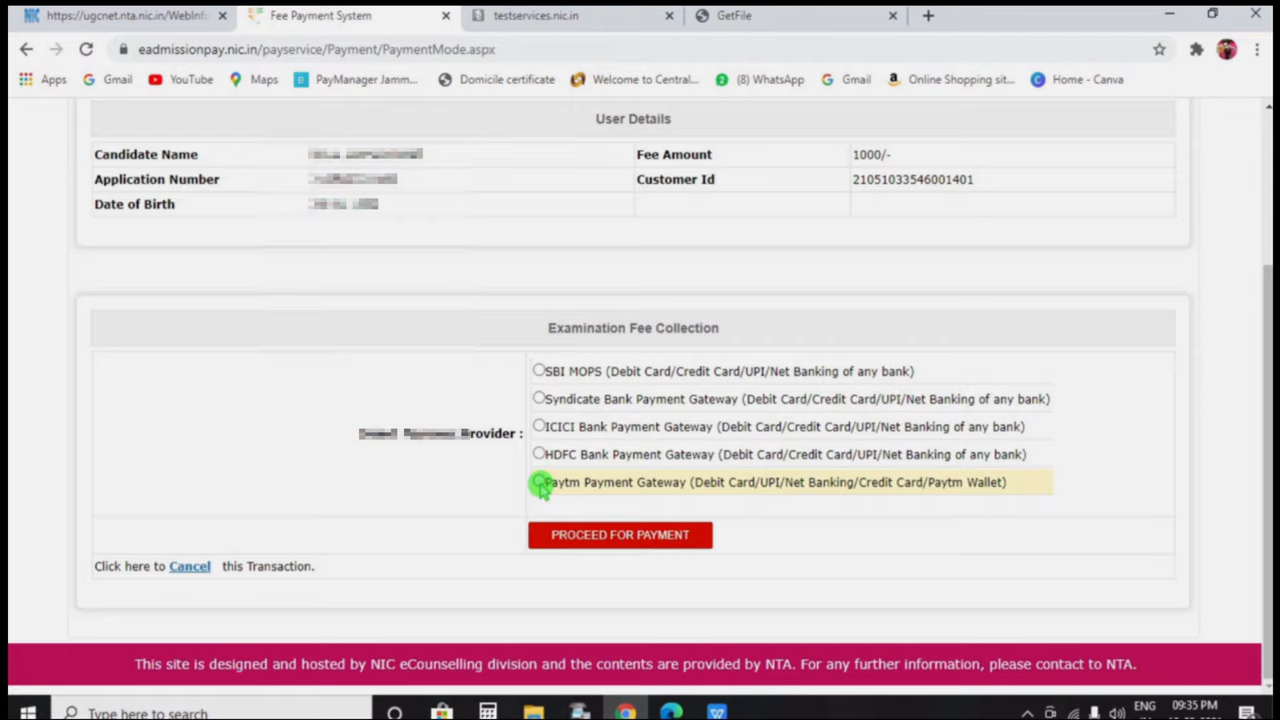 https://ugcnet.nta.nic.in/WebInfo
Fee Payment System
testservices.nic.in
GetFile
eadmissionpay.nic.in/payservice/Payment/PaymentMode.aspx
Apps Gmail YouTube Maps PayManager Jamm... Domicile certificate Welcome to Central... (8) WhatsApp Gmail Online Shopping sit... Home - Canva
User Details
Candidate Name Fee Amount 1000/-
Application Number Customer Id 21051033546001401
Date of Birth
Examination Fee Collection
SBI MOPS (Debit Card/Credit Card/UPI/Net Banking of any bank)
Syndicate Bank Payment Gateway (Debit Card/Credit Card/UPI/Net Banking of any bank)
ICICI Bank Payment Gateway (Debit Card/Credit Card/UPI/Net Banking of any bank)
rovider :
HDFC Bank Payment Gateway (Debit Card/Credit Card/UPI/Net Banking of any bank)
Paytm Payment Gateway (Debit Card/UPI/Net Banking/Credit Card/Paytm Wallet)
PROCEED FOR PAYMENT
Click here to Cancel this Transaction.
This site is designed and hosted by NIC eCounselling division and the contents are provided by NTA. For any further information, please contact to NTA.
Type here to search
ENG
09:35 PM